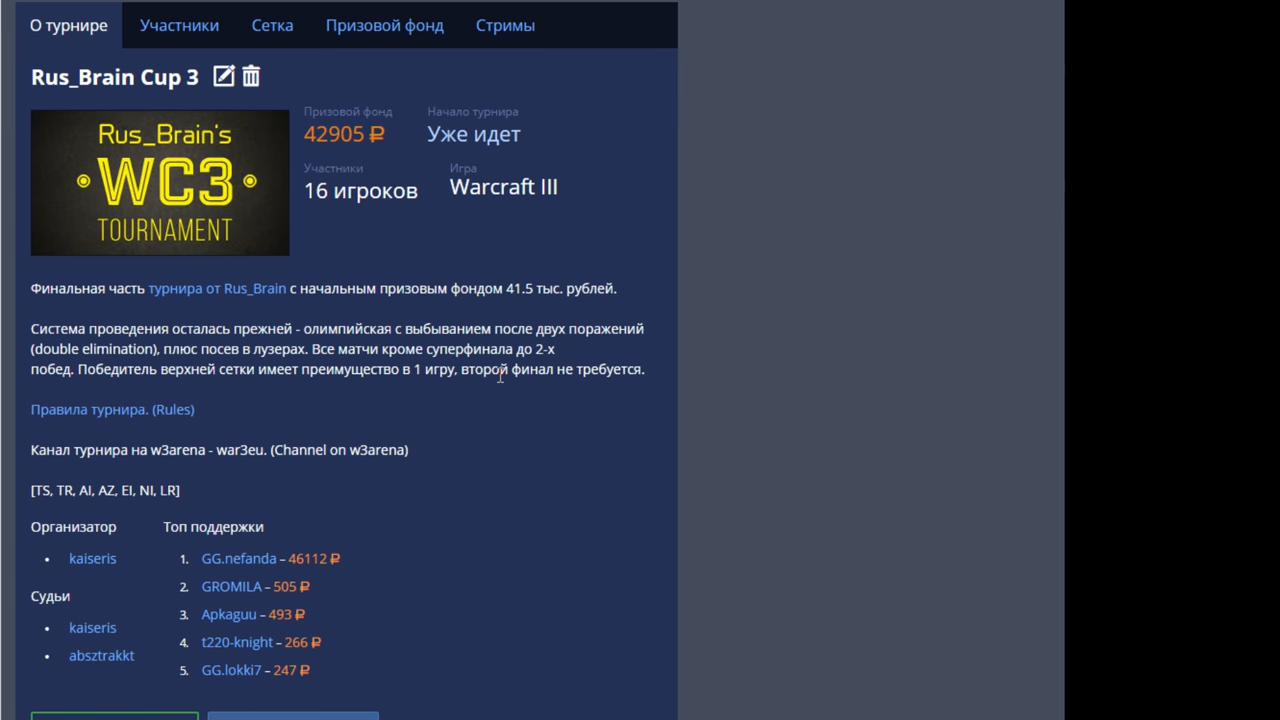 О турнире Участники Сетка Призовой фонд Стримы
Rus_Brain Cup 3
Rus_Brain's
WC3
TOURNAMENT
Призовой фонд Начало турнира
42905 ₽ Уже идет
Участники Игра
16 игроков Warcraft III
Финальная часть турнира от Rus_Brain с начальным призовым фондом 41.5 тыс. рублей.
Система проведения осталась прежней - олимпийская с выбыванием после двух поражений
(double elimination), плюс посев в лузерах. Все матчи кроме суперфинала до 2-х
побед. Победитель верхней сетки имеет преимущество в 1 игру, второй финал не требуется.
Правила турнира. (Rules)
Канал турнира на w3arena - war3eu. (Channel on w3arena)
[TS, TR, AI, AZ, EI, NI, LR]
Организатор
• kaiseris
Судьи
• kaiseris
• absztrakkt
Топ поддержки
1. GG.nefanda – 46112 ₽
2. GROMILA – 505 ₽
3. Apkaguu – 493 ₽
4. t220-knight – 266 ₽
5. GG.lokki7 – 247 ₽